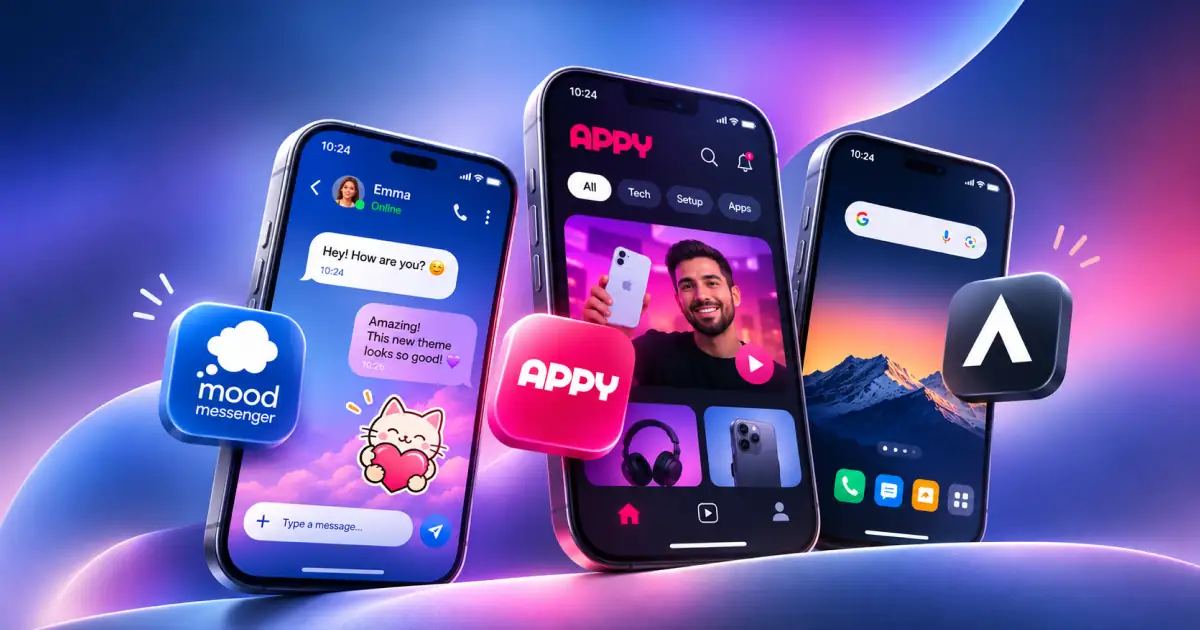 10:24
Emma
Online
Hey! How are you? 😊
10:24
Amazing!
This new theme
looks so good! 💜
10:25
Type a message...
mood
messenger
10:24
APPY
All
Tech
Setup
Apps
APPY
10:24
G